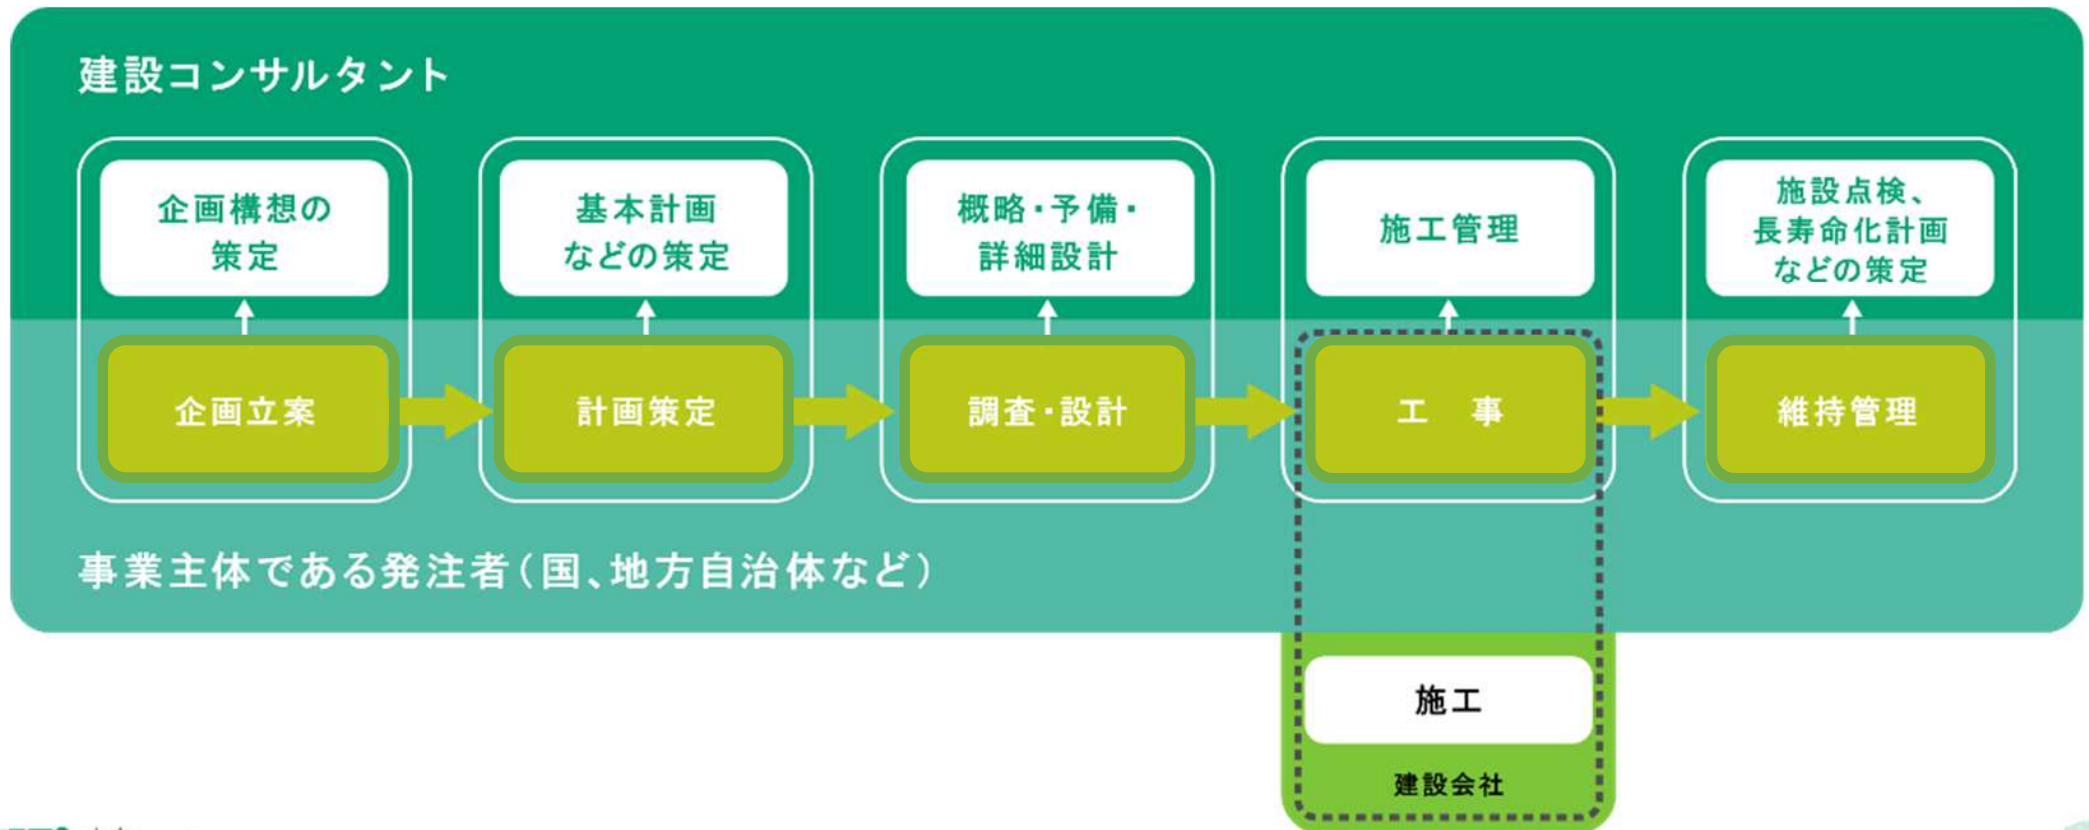 建設コンサルタント
企画構想の
策定
基本計画
などの策定
概略・予備・
詳細設計
施工管理
施設点検、
長寿命化計画
などの策定
企画立案
計画策定
調査・設計
工　事
維持管理
事業主体である発注者（国、地方自治体など）
施工
建設会社